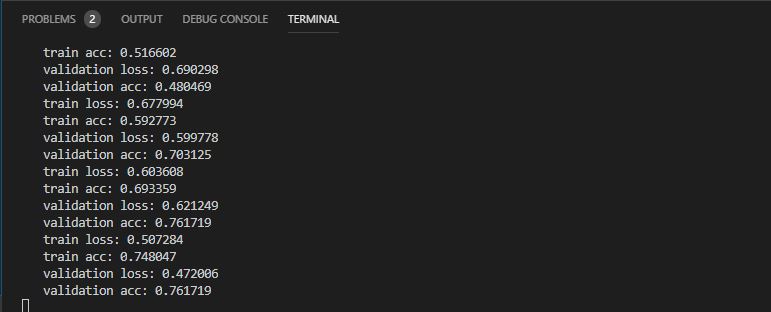 PROBLEMS 2 OUTPUT DEBUG CONSOLE TERMINAL
train acc: 0.516602
validation loss: 0.690298
validation acc: 0.480469
train loss: 0.677994
train acc: 0.592773
validation loss: 0.599778
validation acc: 0.703125
train loss: 0.603608
train acc: 0.693359
validation loss: 0.621249
validation acc: 0.761719
train loss: 0.507284
train acc: 0.748047
validation loss: 0.472006
validation acc: 0.761719